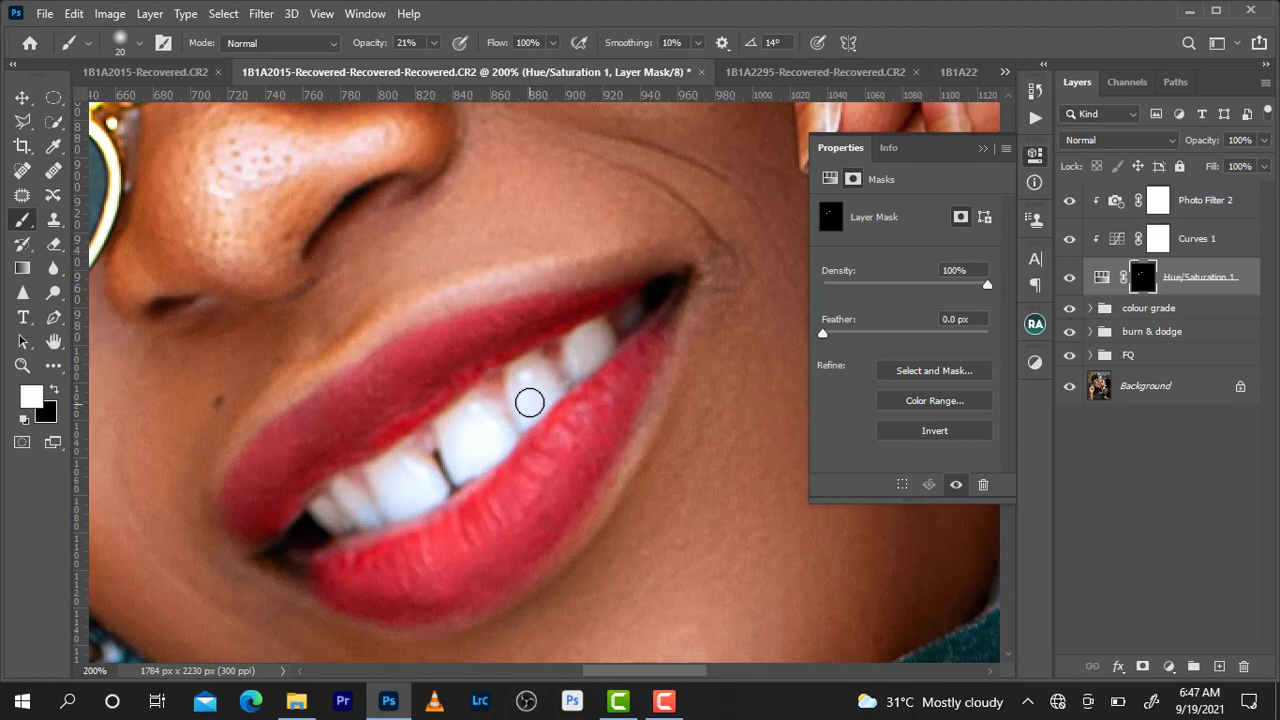 File Edit Image Layer Type Select Filter 3D View Window Help
20 Mode: Normal Opacity: 21% Flow: 100% Smoothing: 10% 14°
1B1A2015-Recovered.CR2 1B1A2015-Recovered-Recovered-Recovered.CR2 @ 200% (Hue/Saturation 1, Layer Mask/8) * 1B1A2295-Recovered-Recovered.CR2 1B1A22
640 660 680 700 720 740 760 780 800 820 840 860 880 900 920 940 960 980 1000 1020 1040 1060 1080 1100 1120
Properties Info
Masks
Layer Mask
Density: 100%
Feather: 0.0 px
Refine: Select and Mask...
Color Range...
Invert
Layers Channels Paths
Kind
Normal Opacity: 100%
Lock: Fill: 100%
Photo Filter 2
Curves 1
Hue/Saturation 1
colour grade
burn & dodge
FQ
Background
RA
200% 1784 px x 2230 px (300 ppi)
Pr Ps Lrc Ps 31°C Mostly cloudy 6:47 AM
9/19/2021